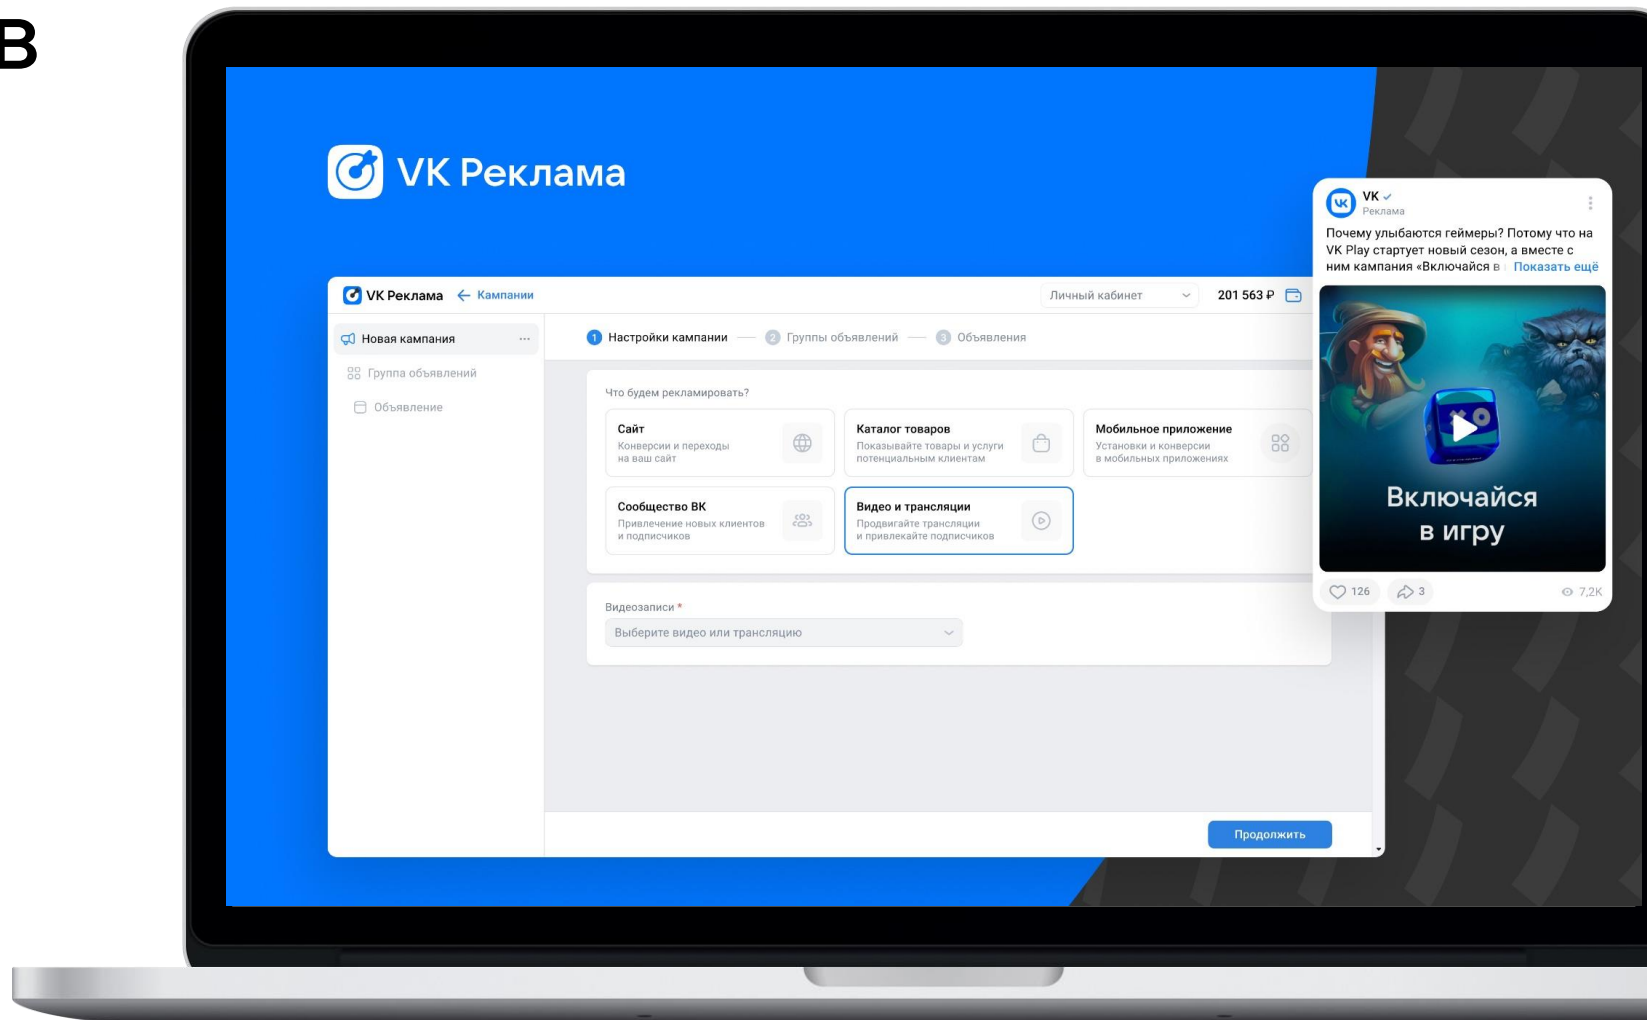 в
VK Реклама
VK Реклама
Кампании
Личный кабинет
201 563 ₽
Новая кампания
Группа объявлений
Объявление
1 Настройки кампании
2 Группы объявлений
3 Объявления
Что будем рекламировать?
Сайт
Конверсии и переходы
на ваш сайт
Каталог товаров
Показывайте товары и услуги
потенциальным клиентам
Мобильное приложение
Установки и конверсии
в мобильных приложениях
Сообщество ВК
Привлечение новых клиентов
и подписчиков
Видео и трансляции
Продвигайте трансляции
и привлекайте подписчиков
Видеозаписи *
Выберите видео или трансляцию
Продолжить
VK
Реклама
Почему улыбаются геймеры? Потому что на
VK Play стартует новый сезон, а вместе с
ним кампания «Включайся в Показать ещё
Включайся
в игру
126
3
7,2K